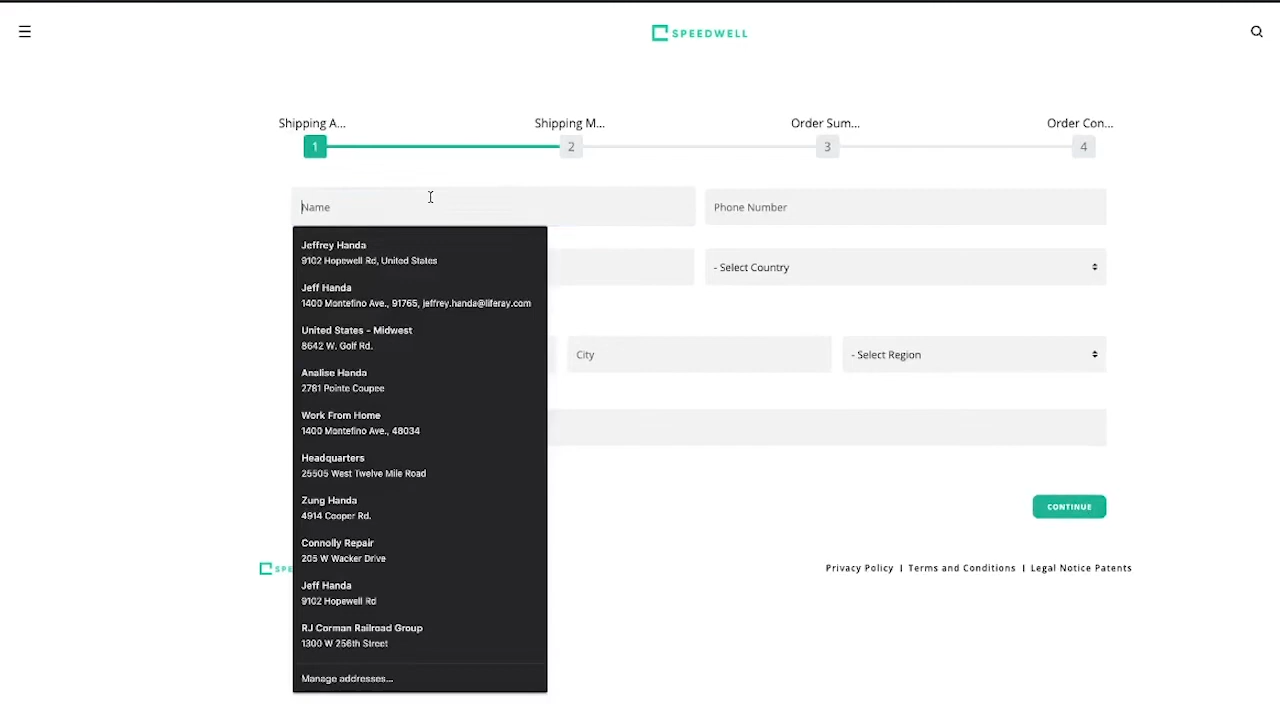 SPEEDWELL
Shipping A...
Shipping M...
Order Sum...
Order Con...
1
2
3
4
Name
Phone Number
Jeffrey Handa
9102 Hopewell Rd, United States
- Select Country
Jeff Handa
1400 Montefino Ave., 91765, jeffrey.handa@liferay.com
United States - Midwest
8642 W. Golf Rd.
City
- Select Region
Analise Handa
2781 Pointe Coupee
Work From Home
1400 Montefino Ave., 48034
Headquarters
25505 West Twelve Mile Road
Zung Handa
4914 Cooper Rd.
CONTINUE
Connolly Repair
205 W Wacker Drive
SPE
Privacy Policy | Terms and Conditions | Legal Notice Patents
Jeff Handa
9102 Hopewell Rd
RJ Corman Railroad Group
1300 W 256th Street
Manage addresses...